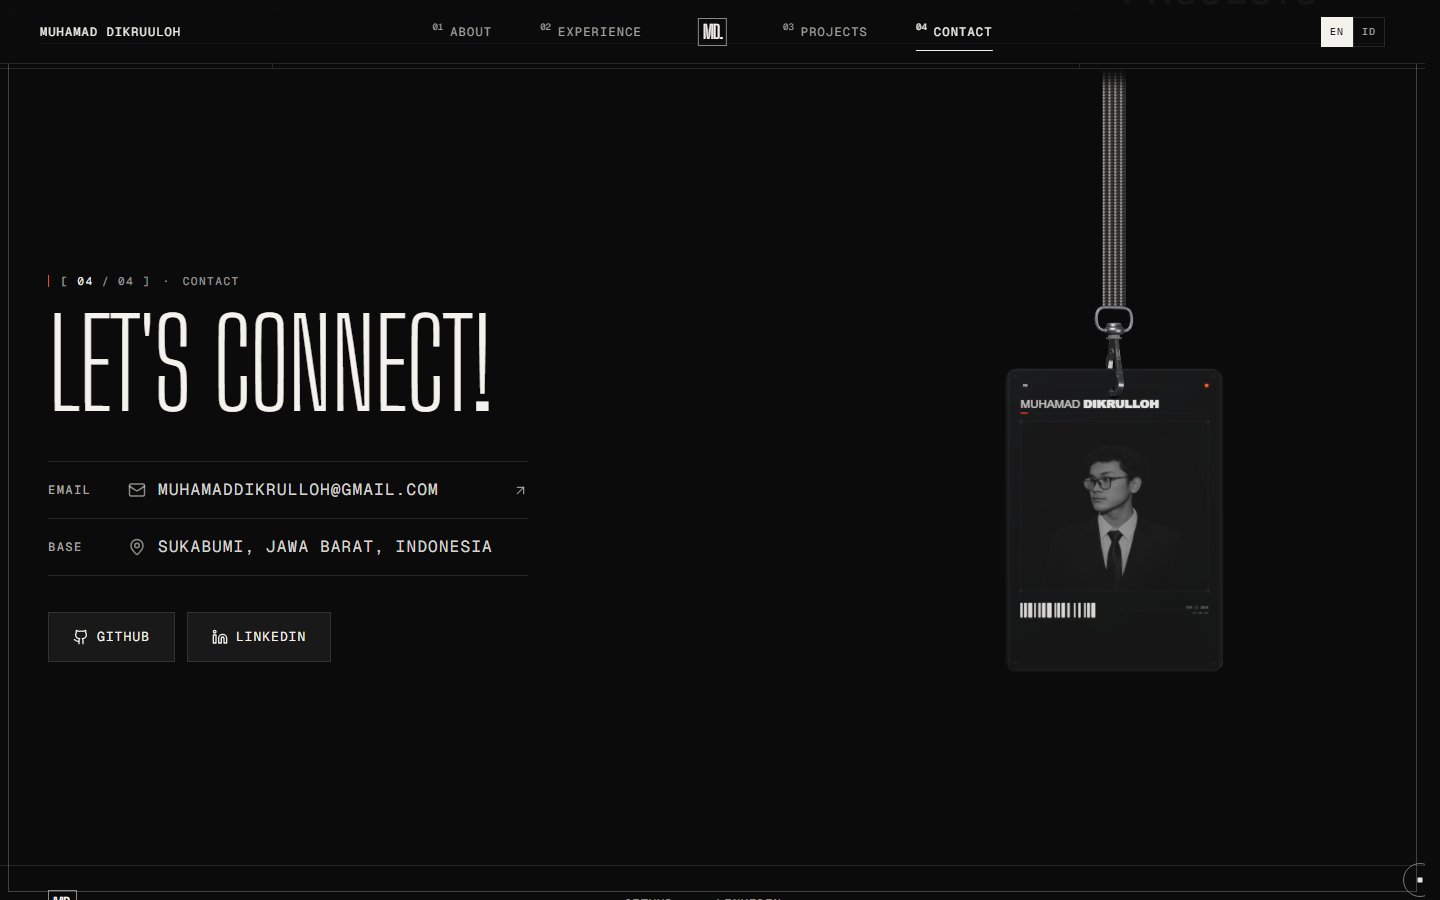 MUHAMAD DIKRUULOH
01 ABOUT
02 EXPERIENCE
MD.
03 PROJECTS
04 CONTACT
EN
ID
[ 04 / 04 ] · CONTACT
LET'S CONNECT!
EMAIL MUHAMADDIKRULLOH@GMAIL.COM
BASE SUKABUMI, JAWA BARAT, INDONESIA
GITHUB
LINKEDIN
MUHAMAD DIKRULLOH